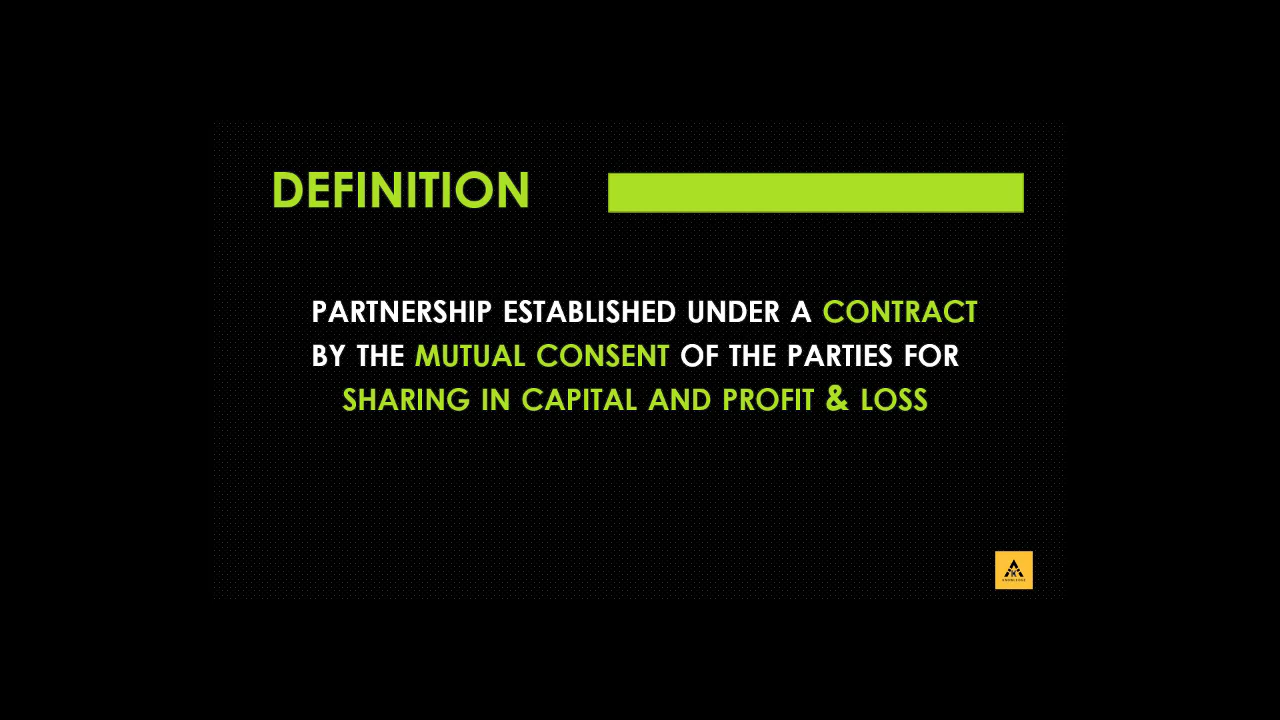 DEFINITION
PARTNERSHIP ESTABLISHED UNDER A CONTRACT
BY THE MUTUAL CONSENT OF THE PARTIES FOR
SHARING IN CAPITAL AND PROFIT & LOSS